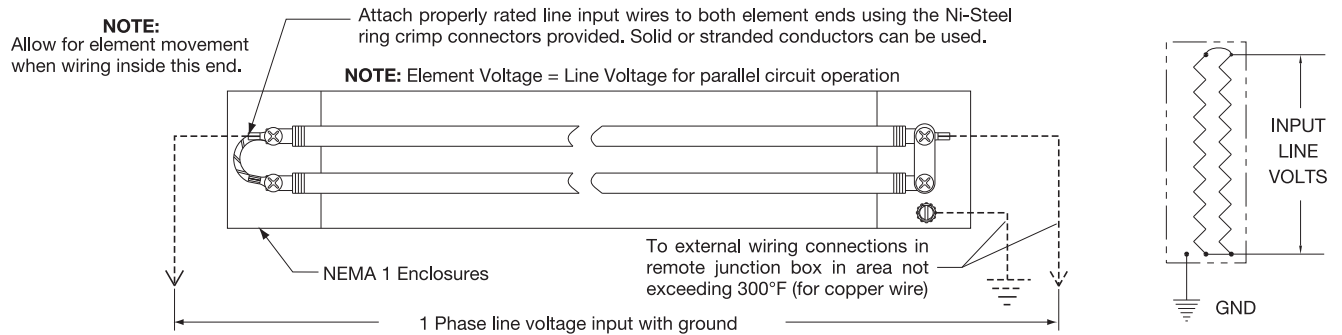 NOTE:
Allow for element movement
when wiring inside this end.
Attach properly rated line input wires to both element ends using the Ni-Steel
ring crimp connectors provided. Solid or stranded conductors can be used.
NOTE: Element Voltage = Line Voltage for parallel circuit operation
NEMA 1 Enclosures
To external wiring connections in
remote junction box in area not
exceeding 300°F (for copper wire)
1 Phase line voltage input with ground
INPUT
LINE
VOLTS
GND